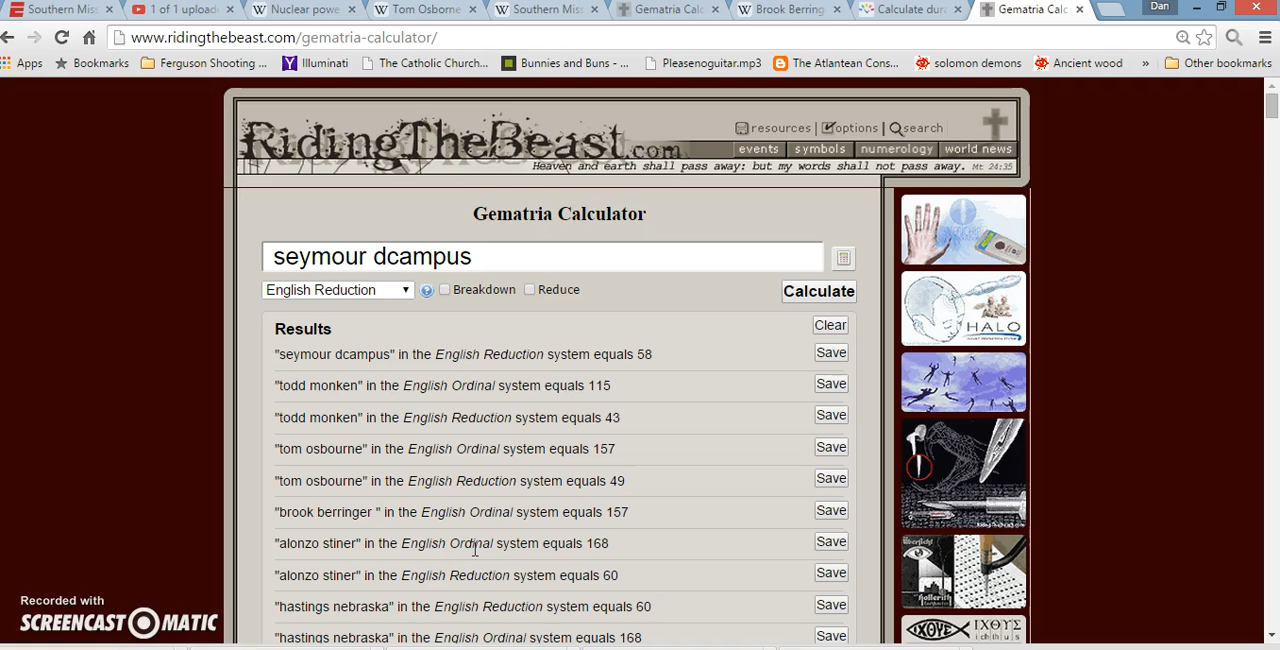 Southern Miss
1 of 1 upload
Nuclear powe
Tom Osborne
Southern Miss
Gematria Calc
Brook Berring
Calculate dur
Gematria Calc
Dan
www.ridingthebeast.com/gematria-calculator/
Apps
Bookmarks
Ferguson Shooting ...
Illuminati
The Catholic Church...
Bunnies and Buns - ...
Pleasenoguitar.mp3
The Atlantean Cons...
solomon demons
Ancient wood
»
Other bookmarks
RidingTheBeast.com
resources | options | search
events | symbols | numerology | world news
Heaven and earth shall pass away: but my words shall not pass away. Mt 24:35
Gematria Calculator
seymour dcampus
English Reduction
Breakdown
Reduce
Calculate
Results
Clear
"seymour dcampus" in the English Reduction system equals 58
Save
"todd monken" in the English Ordinal system equals 115
Save
"todd monken" in the English Reduction system equals 43
Save
"tom osbourne" in the English Ordinal system equals 157
Save
"tom osbourne" in the English Reduction system equals 49
Save
"brook berringer " in the English Ordinal system equals 157
Save
"alonzo stiner" in the English Ordinal system equals 168
Save
"alonzo stiner" in the English Reduction system equals 60
Save
"hastings nebraska" in the English Reduction system equals 60
Save
"hastings nebraska" in the English Ordinal system equals 168
Save
HALO
ΙΧΘΥΣ
ichthus
Recorded with
SCREENCAST-O-MATIC